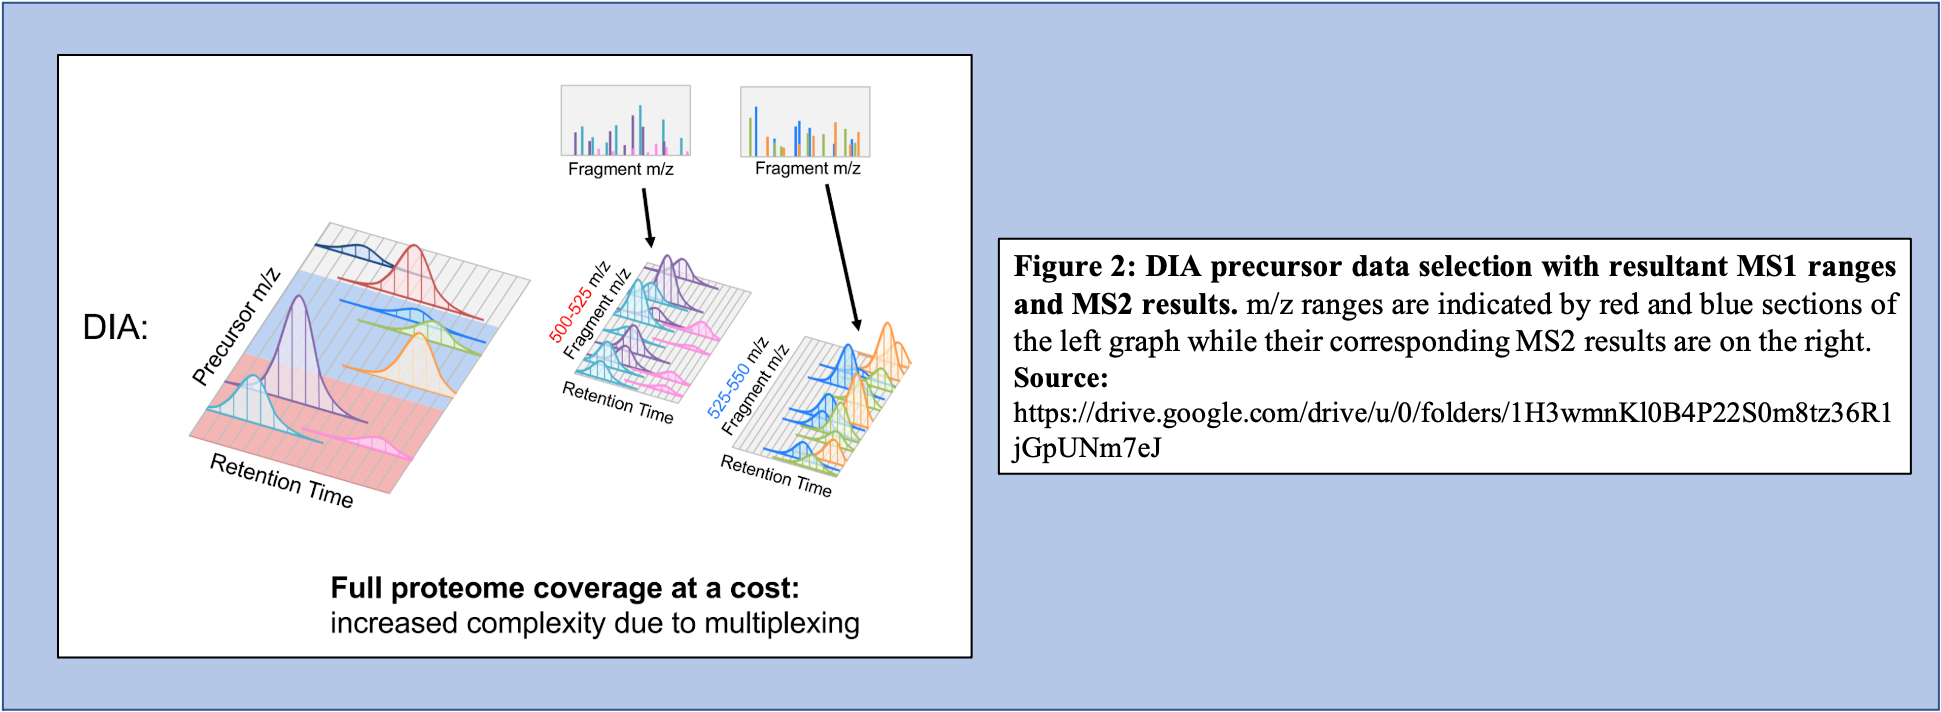 DIA:
Precursor m/z
Retention Time
Fragment m/z
Fragment m/z
500-525 m/z
Fragment m/z
Retention Time
525-550 m/z
Fragment m/z
Retention Time
Full proteome coverage at a cost:
increased complexity due to multiplexing
Figure 2: DIA precursor data selection with resultant MS1 ranges
and MS2 results. m/z ranges are indicated by red and blue sections of
the left graph while their corresponding MS2 results are on the right.
Source:
https://drive.google.com/drive/u/0/folders/1H3wmnKl0B4P22S0m8tz36R1
jGpUNm7eJ